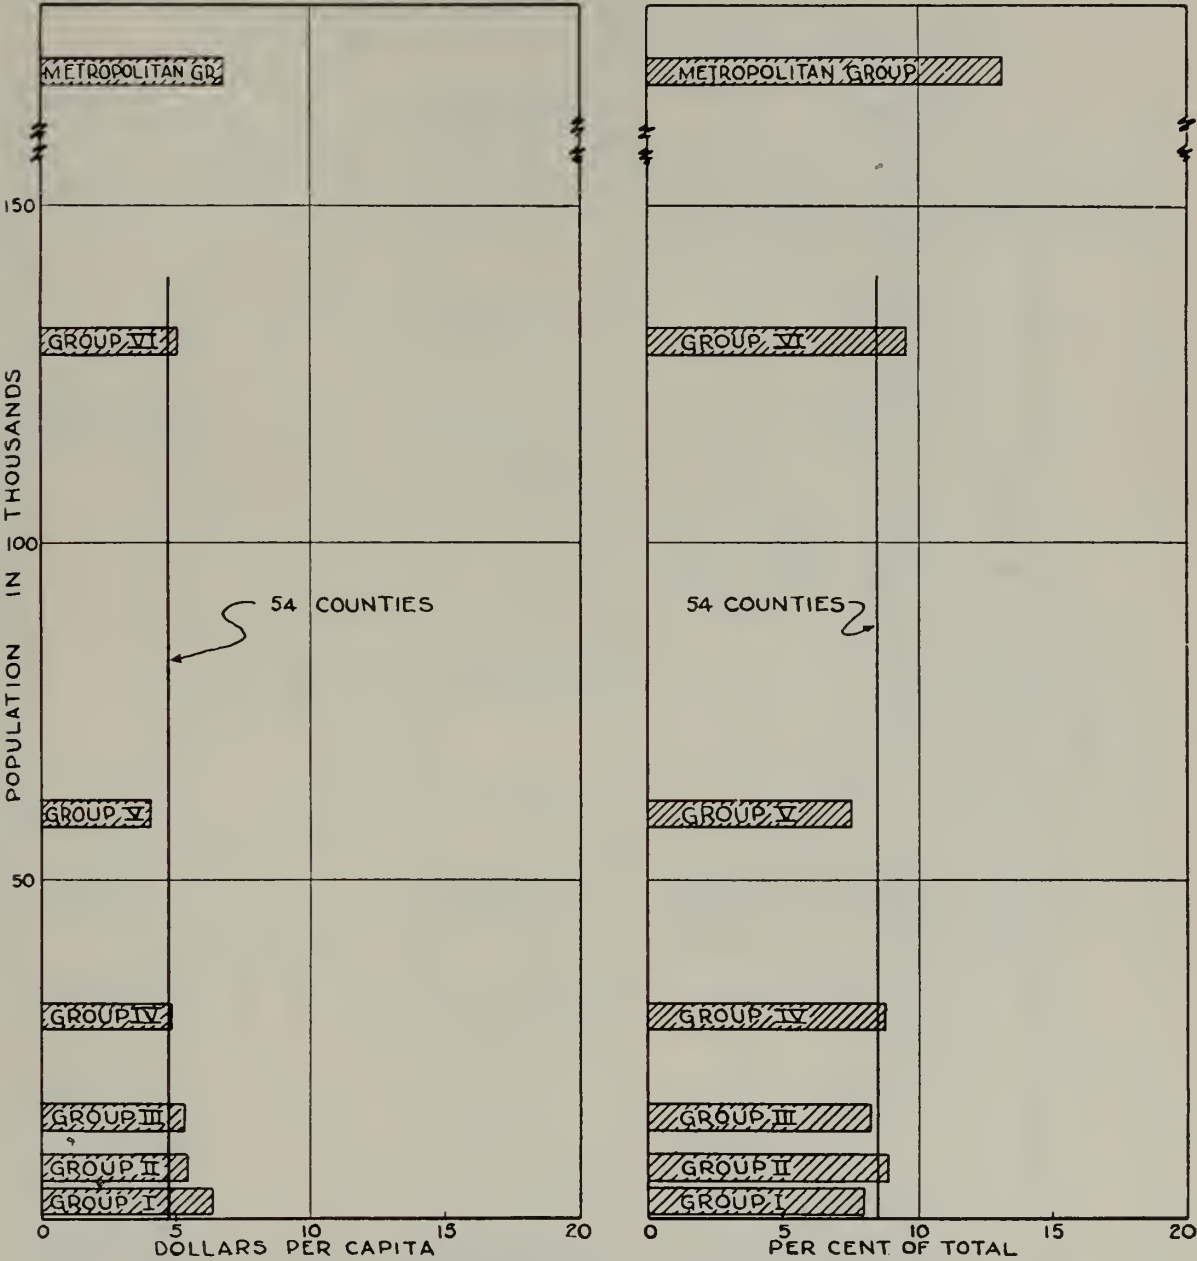 METROPOLITAN GR.
150
GROUP VI
100
54 COUNTIES
GROUP V
50
GROUP IV
GROUP III
GROUP II
GROUP I
0 5 10 15 20
DOLLARS PER CAPITA
POPULATION IN THOUSANDS
METROPOLITAN GROUP
GROUP VI
54 COUNTIES
GROUP V
GROUP IV
GROUP III
GROUP II
GROUP I
0 5 10 15 20
PER CENT OF TOTAL